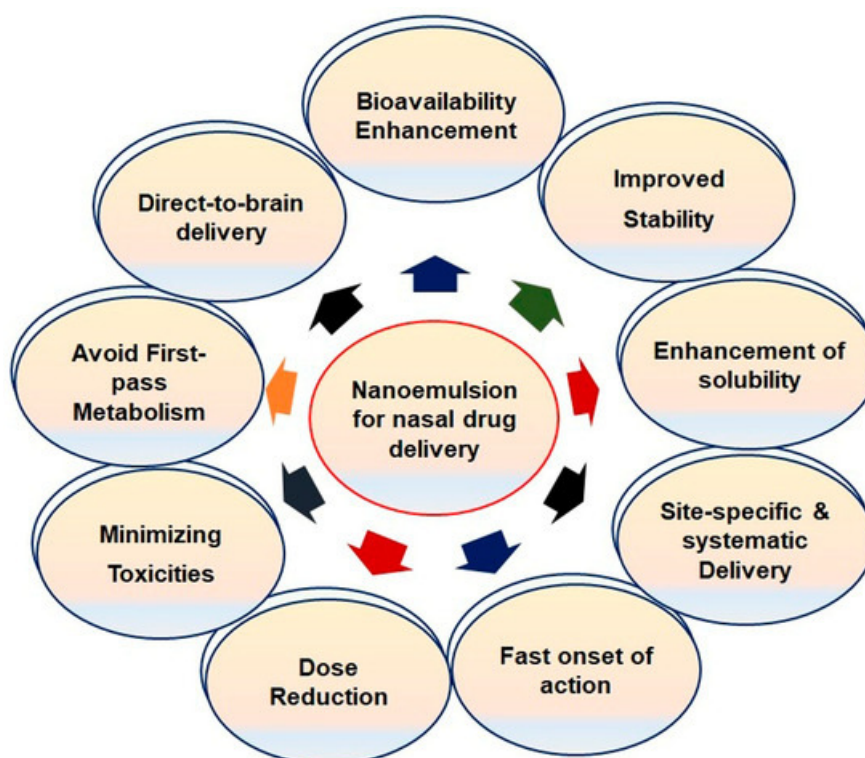 Bioavailability
Enhancement
Improved
Stability
Enhancement of
solubility
Site-specific &
systematic
Delivery
Fast onset of
action
Dose
Reduction
Minimizing
Toxicities
Avoid First-
pass
Metabolism
Direct-to-brain
delivery
Nanoemulsion
for nasal drug
delivery